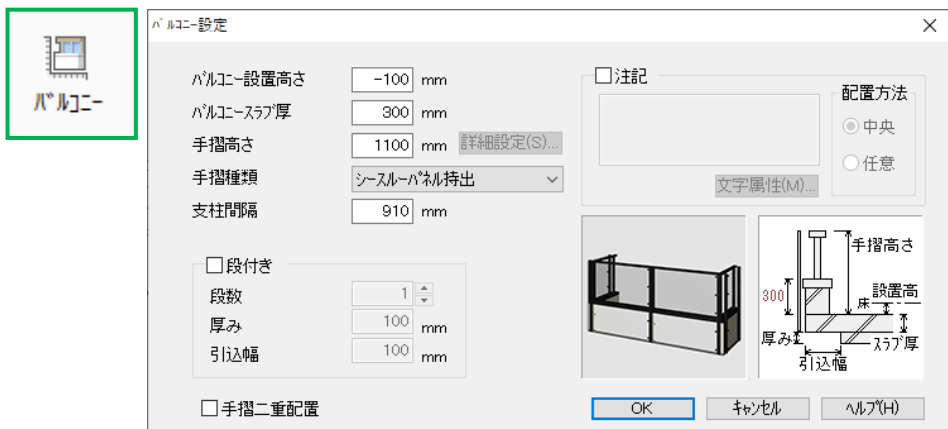 バルコニー
バルコニー設定
バルコニー設置高さ -100 mm
バルコニースラブ厚 300 mm
手摺高さ 1100 mm 詳細設定(S)...
手摺種類 シースルーパネル持出
支柱間隔 910 mm
段付き
段数 1
厚み 100 mm
引込幅 100 mm
手摺二重配置
注記
配置方法
中央
任意
文字属性(M)...
手摺高さ
300
設置高
床
厚み
スラブ厚
引込幅
OK キャンセル ヘルプ(H)